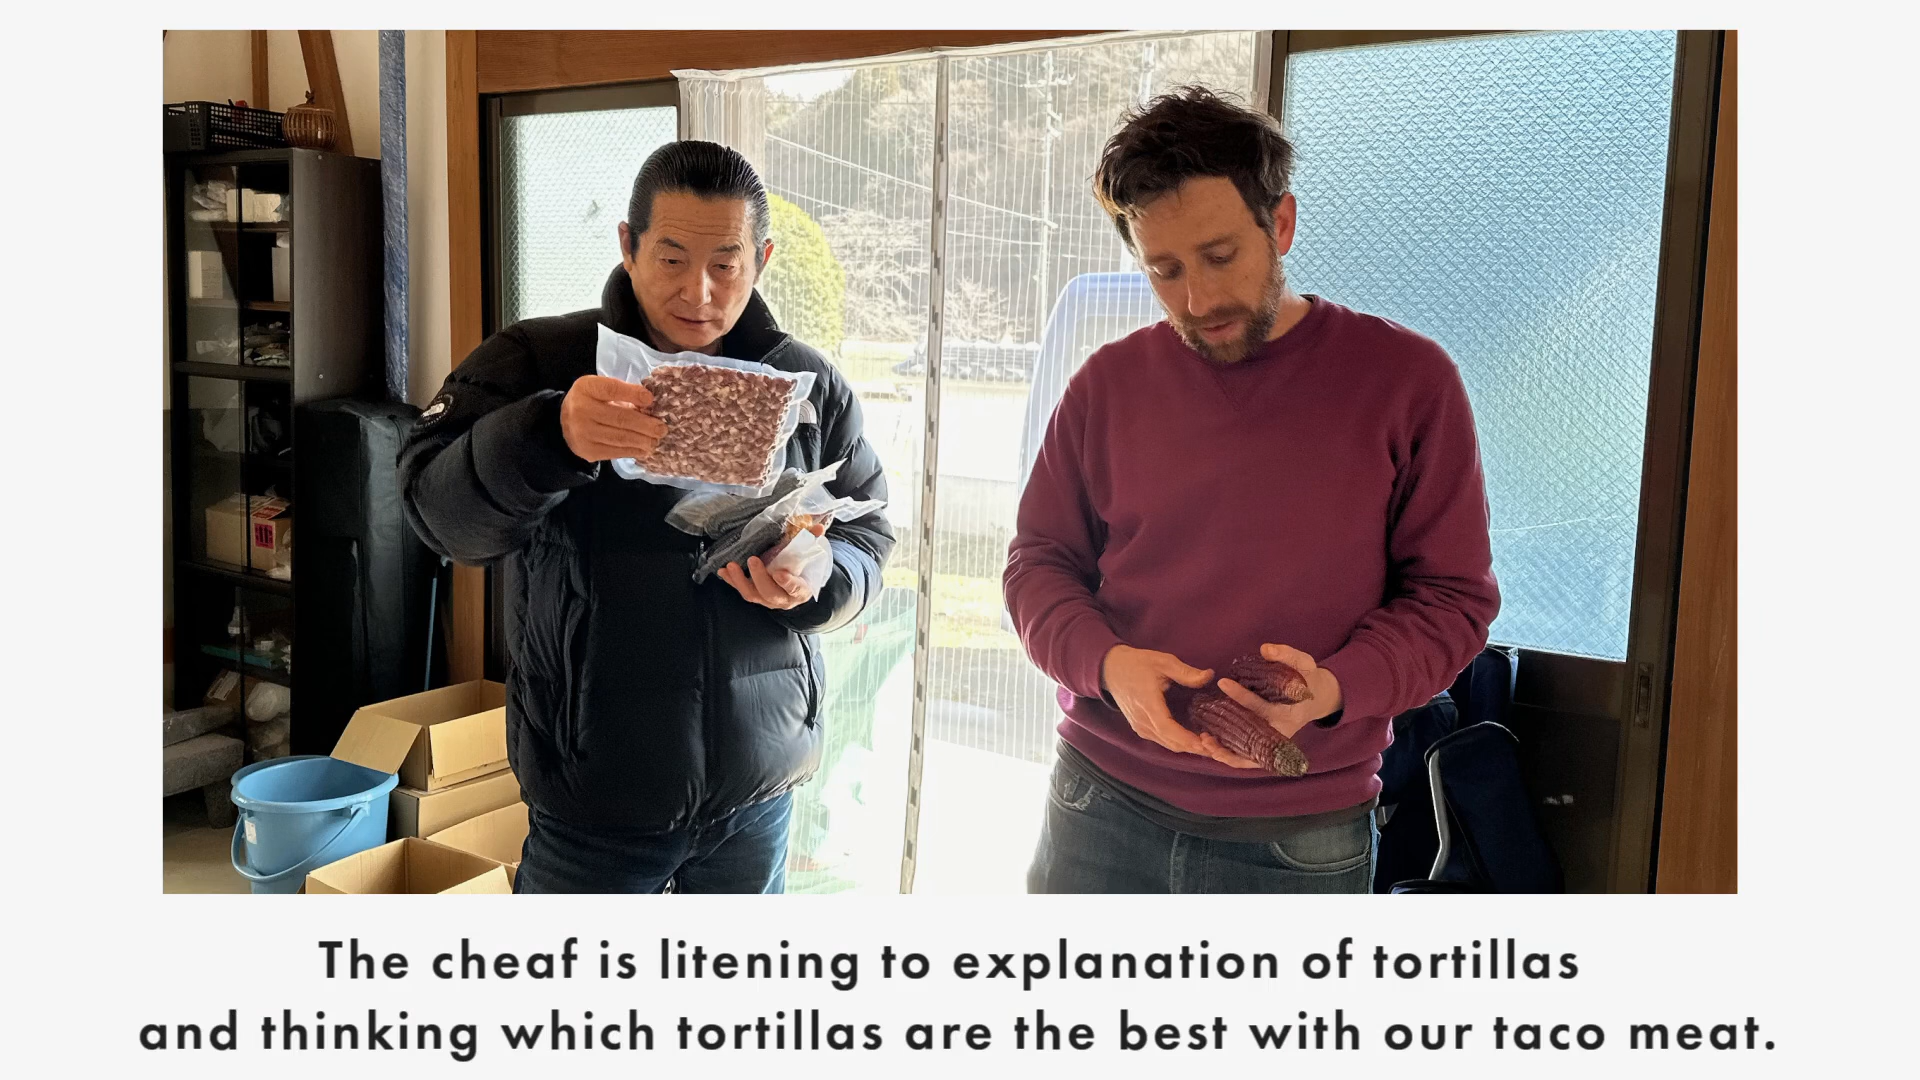 The cheaf is litening to explanation of tortillas
and thinking which tortillas are the best with our taco meat.